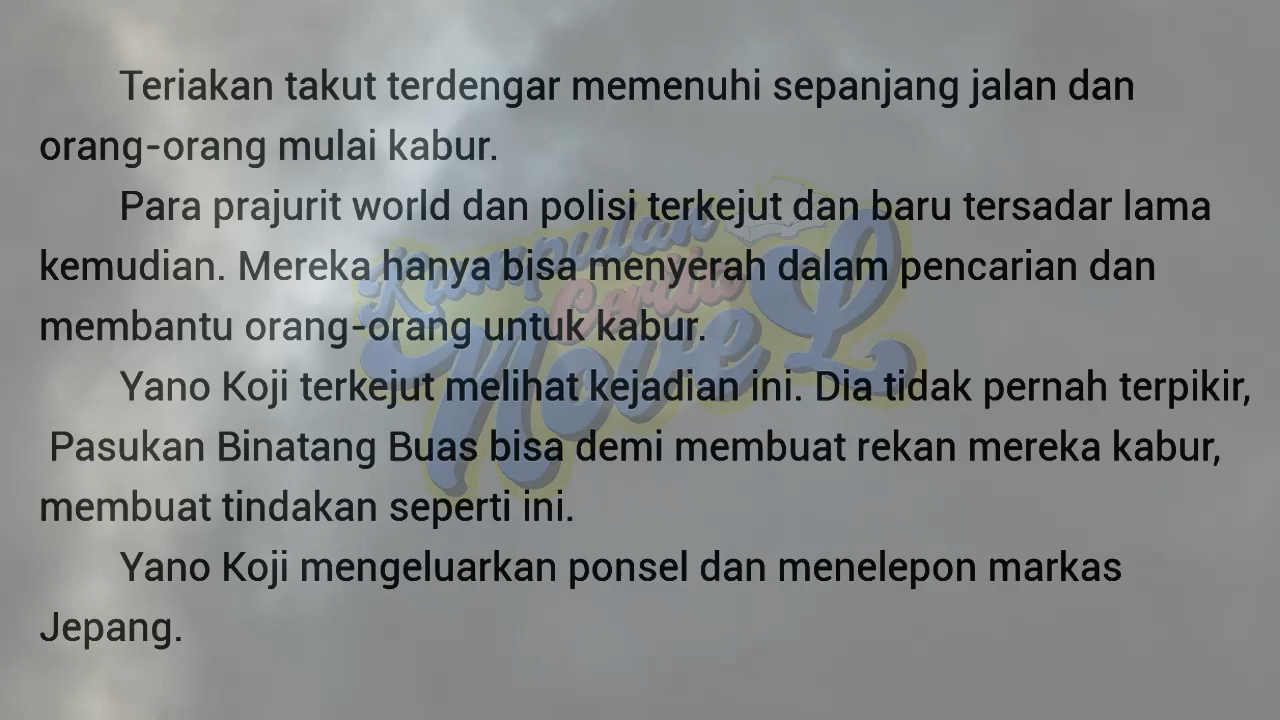 Teriakan takut terdengar memenuhi sepanjang jalan dan
orang-orang mulai kabur.
Para prajurit world dan polisi terkejut dan baru tersadar lama
kemudian. Mereka hanya bisa menyerah dalam pencarian dan
membantu orang-orang untuk kabur.
Yano Koji terkejut melihat kejadian ini. Dia tidak pernah terpikir,
Pasukan Binatang Buas bisa demi membuat rekan mereka kabur,
membuat tindakan seperti ini.
Yano Koji mengeluarkan ponsel dan menelepon markas
Jepang.
Kumpulan
Cerita
Novel